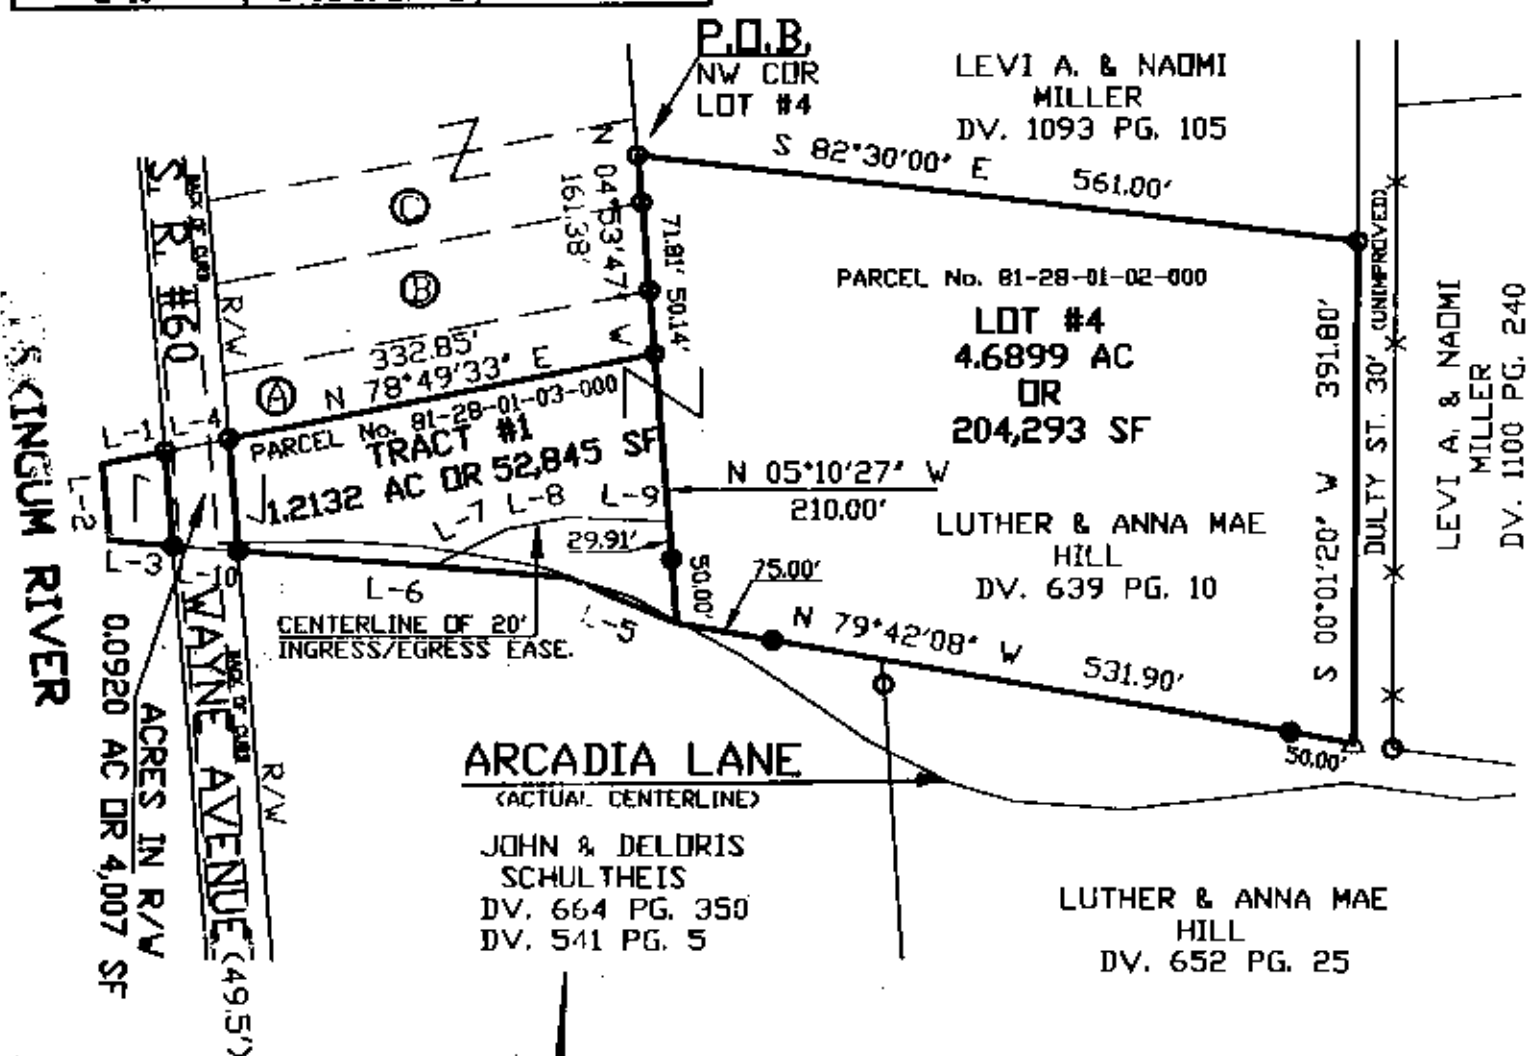 P.O.B.
NW COR
LOT #4
LEVI A. & NAOMI
MILLER
DV. 1093 PG. 105
S 82°30'00" E 561.00'
N 04°53'47" W
161.38'
71.81'
50.14'
C
B
A
S. R. #60
BACK OF CURB
R/W
332.85'
N 78°49'33" E
PARCEL No. 81-28-01-03-000
TRACT #1
1.2132 AC OR 52,845 SF
PARCEL No. 81-28-01-02-000
LOT #4
4.6899 AC
OR
204,293 SF
391.80'
S 00°01'20" W
DULTY ST. 30' (UNIMPROVED)
LEVI A. & NAOMI
MILLER
DV. 1100 PG. 240
L-1
L-4
L-2
L-3
L-10
L-7
L-8
L-9
L-6
L-5
N 05°10'27" W
210.00'
29.91'
50.00'
75.00'
LUTHER & ANNA MAE
HILL
DV. 639 PG. 10
N 79°42'08" W 531.90'
50.00'
CENTERLINE OF 20'
INGRESS/EGRESS EASE.
RIVER
WAYNE AVENUE (49.5')
BACK OF CURB
R/W
ACRES IN R/W
0.0920 AC OR 4,007 SF
ARCADIA LANE
(ACTUAL CENTERLINE)
JOHN & DELORIS
SCHULTHEIS
DV. 664 PG. 350
DV. 541 PG. 5
LUTHER & ANNA MAE
HILL
DV. 652 PG. 25